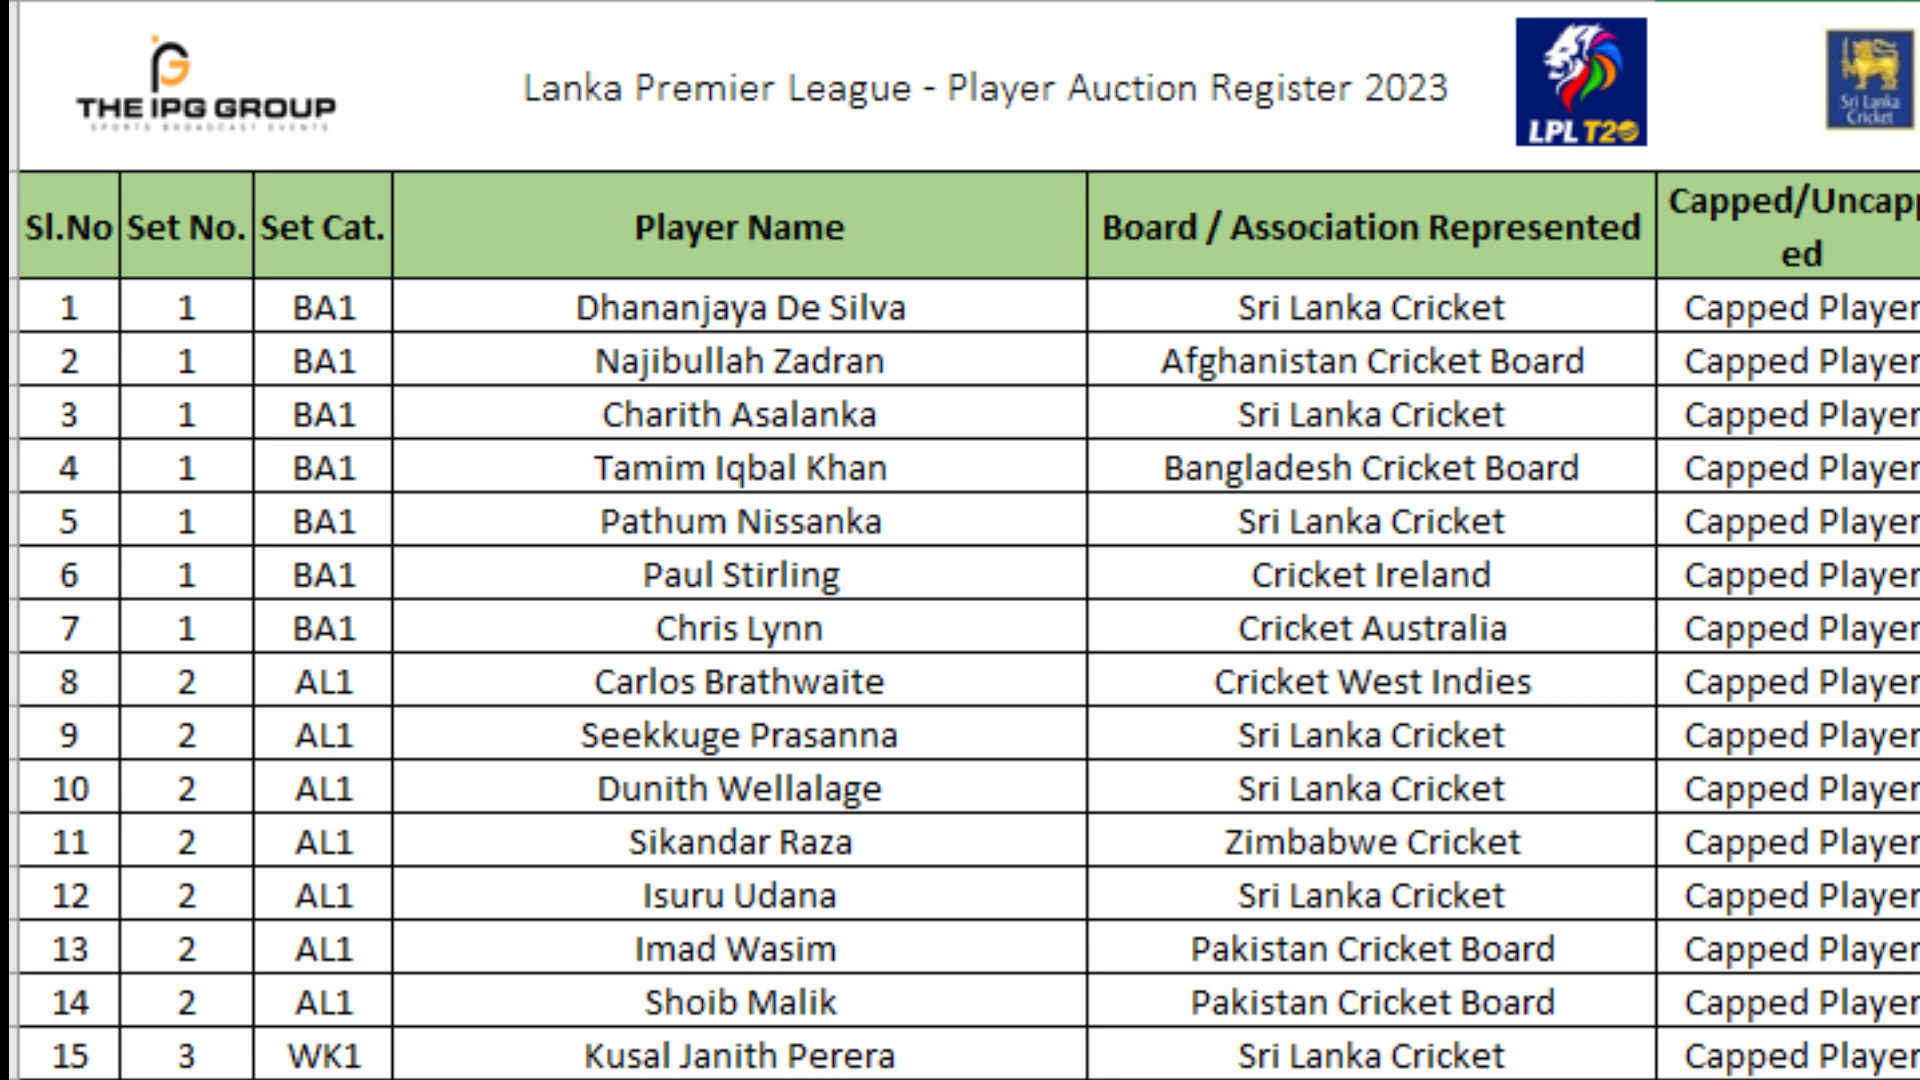 THE IPG GROUP
SPORTS BROADCAST EVENTS
Lanka Premier League - Player Auction Register 2023
LPL T20
Sri Lanka
Cricket
Sl.No Set No. Set Cat. Player Name Board / Association Represented Capped/Uncapp
ed
1 1 BA1 Dhananjaya De Silva Sri Lanka Cricket Capped Player
2 1 BA1 Najibullah Zadran Afghanistan Cricket Board Capped Player
3 1 BA1 Charith Asalanka Sri Lanka Cricket Capped Player
4 1 BA1 Tamim Iqbal Khan Bangladesh Cricket Board Capped Player
5 1 BA1 Pathum Nissanka Sri Lanka Cricket Capped Player
6 1 BA1 Paul Stirling Cricket Ireland Capped Player
7 1 BA1 Chris Lynn Cricket Australia Capped Player
8 2 AL1 Carlos Brathwaite Cricket West Indies Capped Player
9 2 AL1 Seekkuge Prasanna Sri Lanka Cricket Capped Player
10 2 AL1 Dunith Wellalage Sri Lanka Cricket Capped Player
11 2 AL1 Sikandar Raza Zimbabwe Cricket Capped Player
12 2 AL1 Isuru Udana Sri Lanka Cricket Capped Player
13 2 AL1 Imad Wasim Pakistan Cricket Board Capped Player
14 2 AL1 Shoib Malik Pakistan Cricket Board Capped Player
15 3 WK1 Kusal Janith Perera Sri Lanka Cricket Capped Player